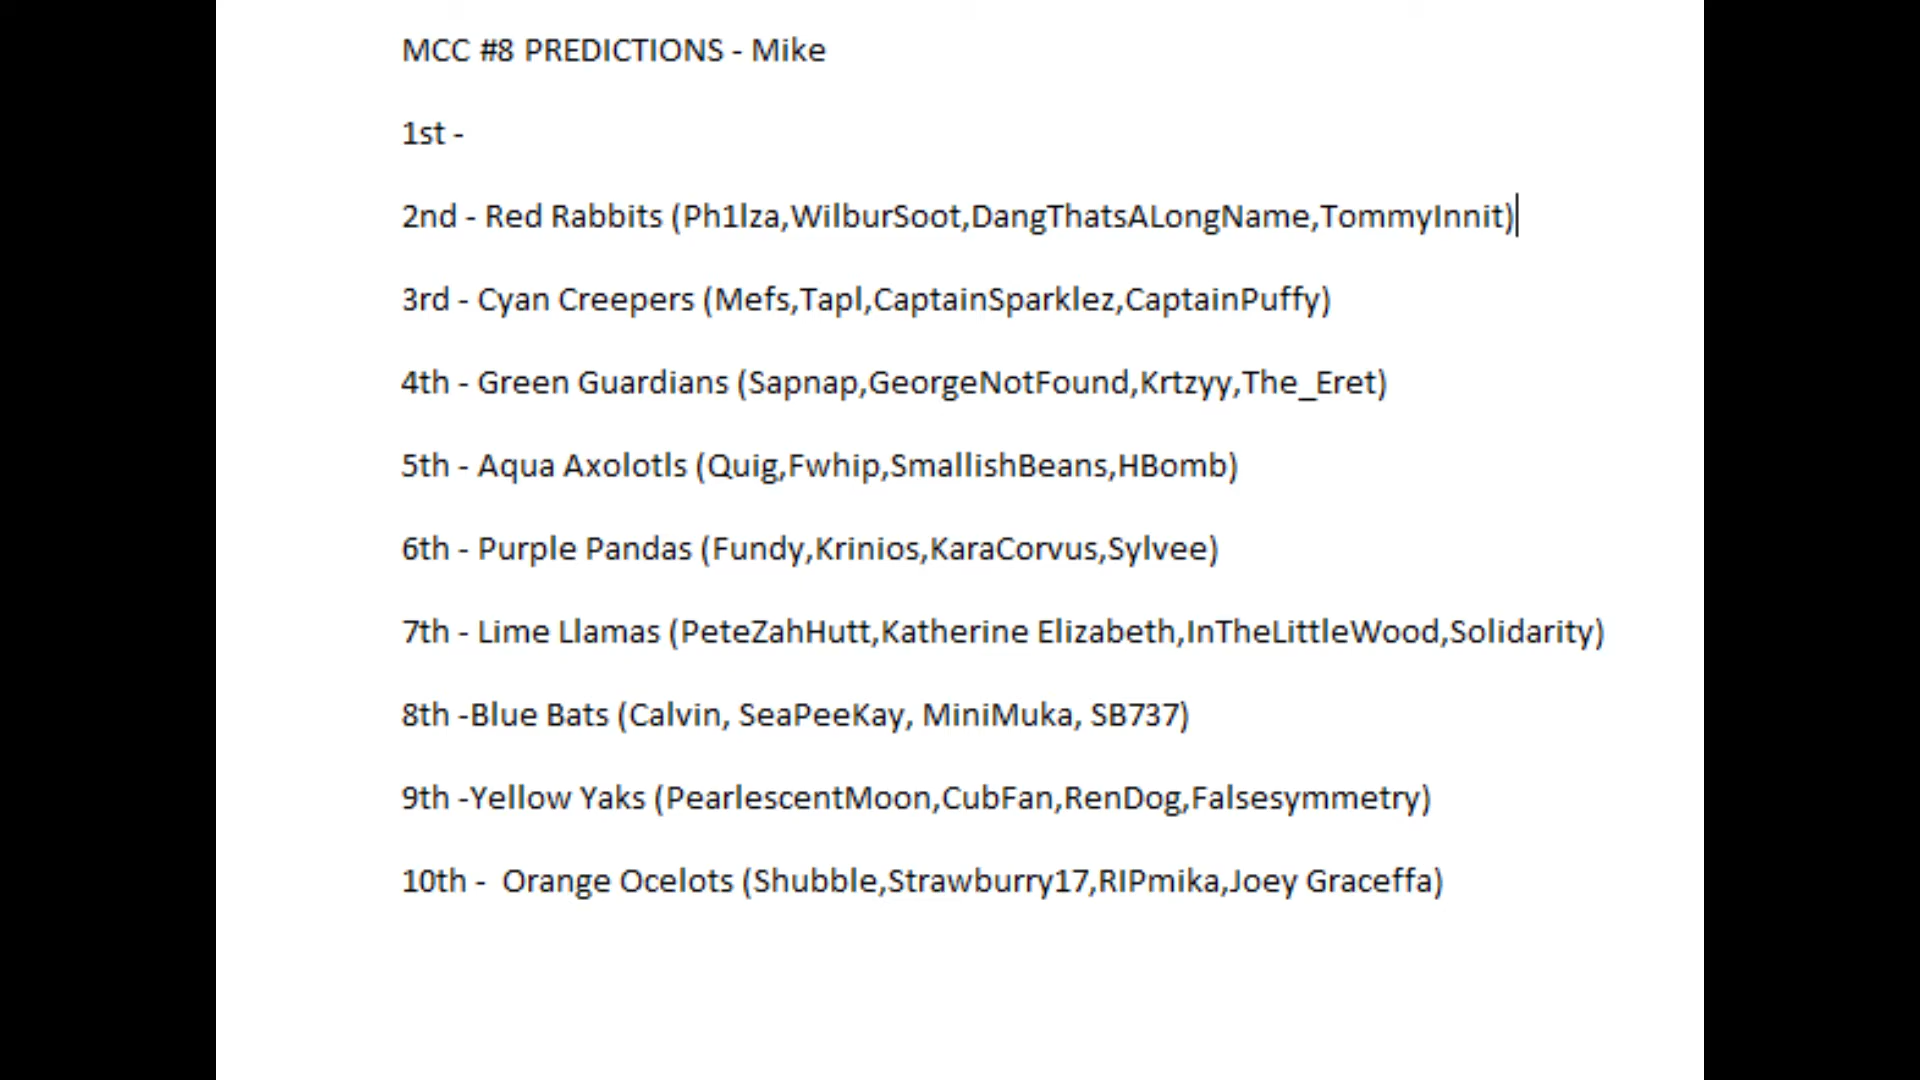 MCC #8 PREDICTIONS - Mike
1st -
2nd - Red Rabbits (Ph1lza,WilburSoot,DangThatsALongName,TommyInnit)
3rd - Cyan Creepers (Mefs,Tapl,CaptainSparklez,CaptainPuffy)
4th - Green Guardians (Sapnap,GeorgeNotFound,Krtzyy,The_Eret)
5th - Aqua Axolotls (Quig,Fwhip,SmallishBeans,HBomb)
6th - Purple Pandas (Fundy,Krinios,KaraCorvus,Sylvee)
7th - Lime Llamas (PeteZahHutt,Katherine Elizabeth,InTheLittleWood,Solidarity)
8th -Blue Bats (Calvin, SeaPeeKay, MiniMuka, SB737)
9th -Yellow Yaks (PearlescentMoon,CubFan,RenDog,Falsesymmetry)
10th -  Orange Ocelots (Shubble,Strawburry17,RIPmika,Joey Graceffa)